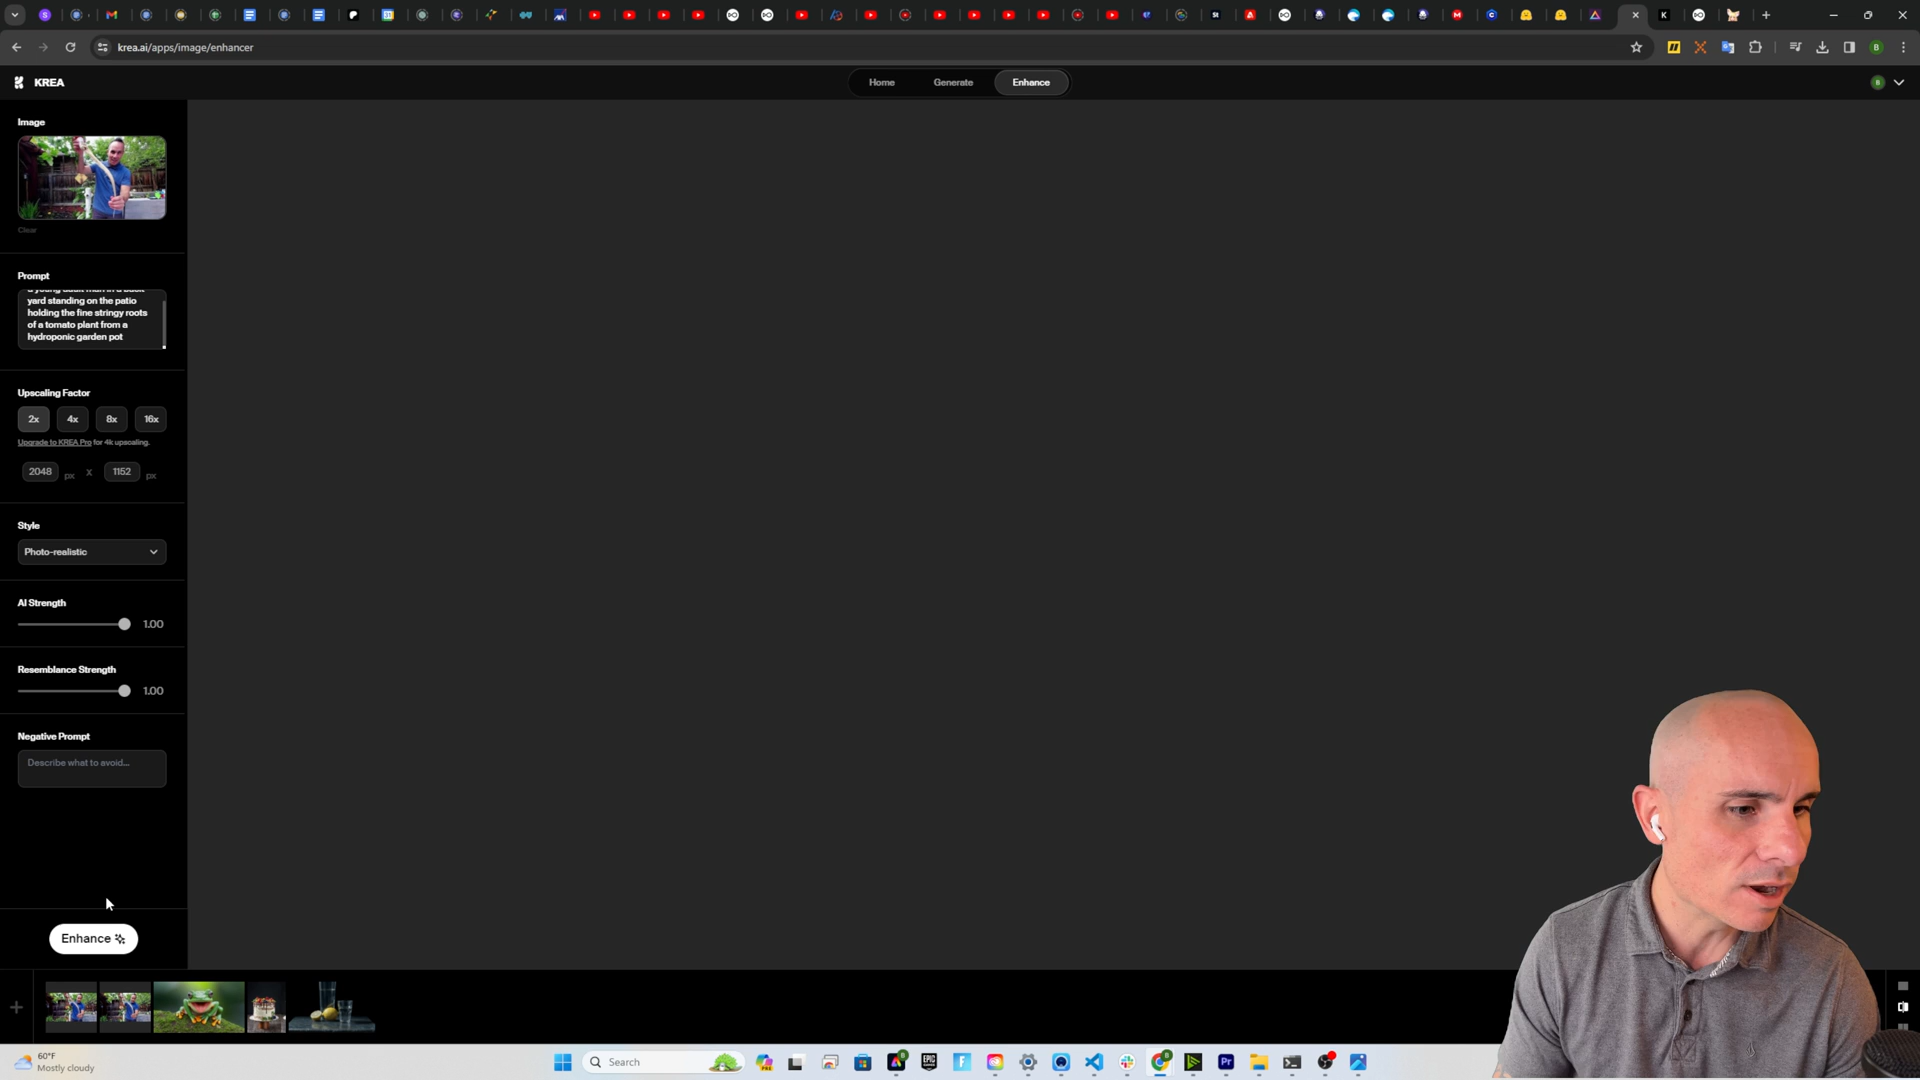 krea.ai/apps/image/enhancer
B
KREA
Home
Generate
Enhance
Image
Clear
Prompt
yard standing on the patio
holding the fine stringy roots
of a tomato plant from a
hydroponic garden pot
Upscaling Factor
2x
4x
8x
16x
Upgrade to KREA Pro for 4k upscaling.
2048 px x 1152 px
Style
Photo-realistic
AI Strength
1.00
Resemblance Strength
1.00
Negative Prompt
Describe what to avoid...
Enhance
60°F
Mostly cloudy
Search